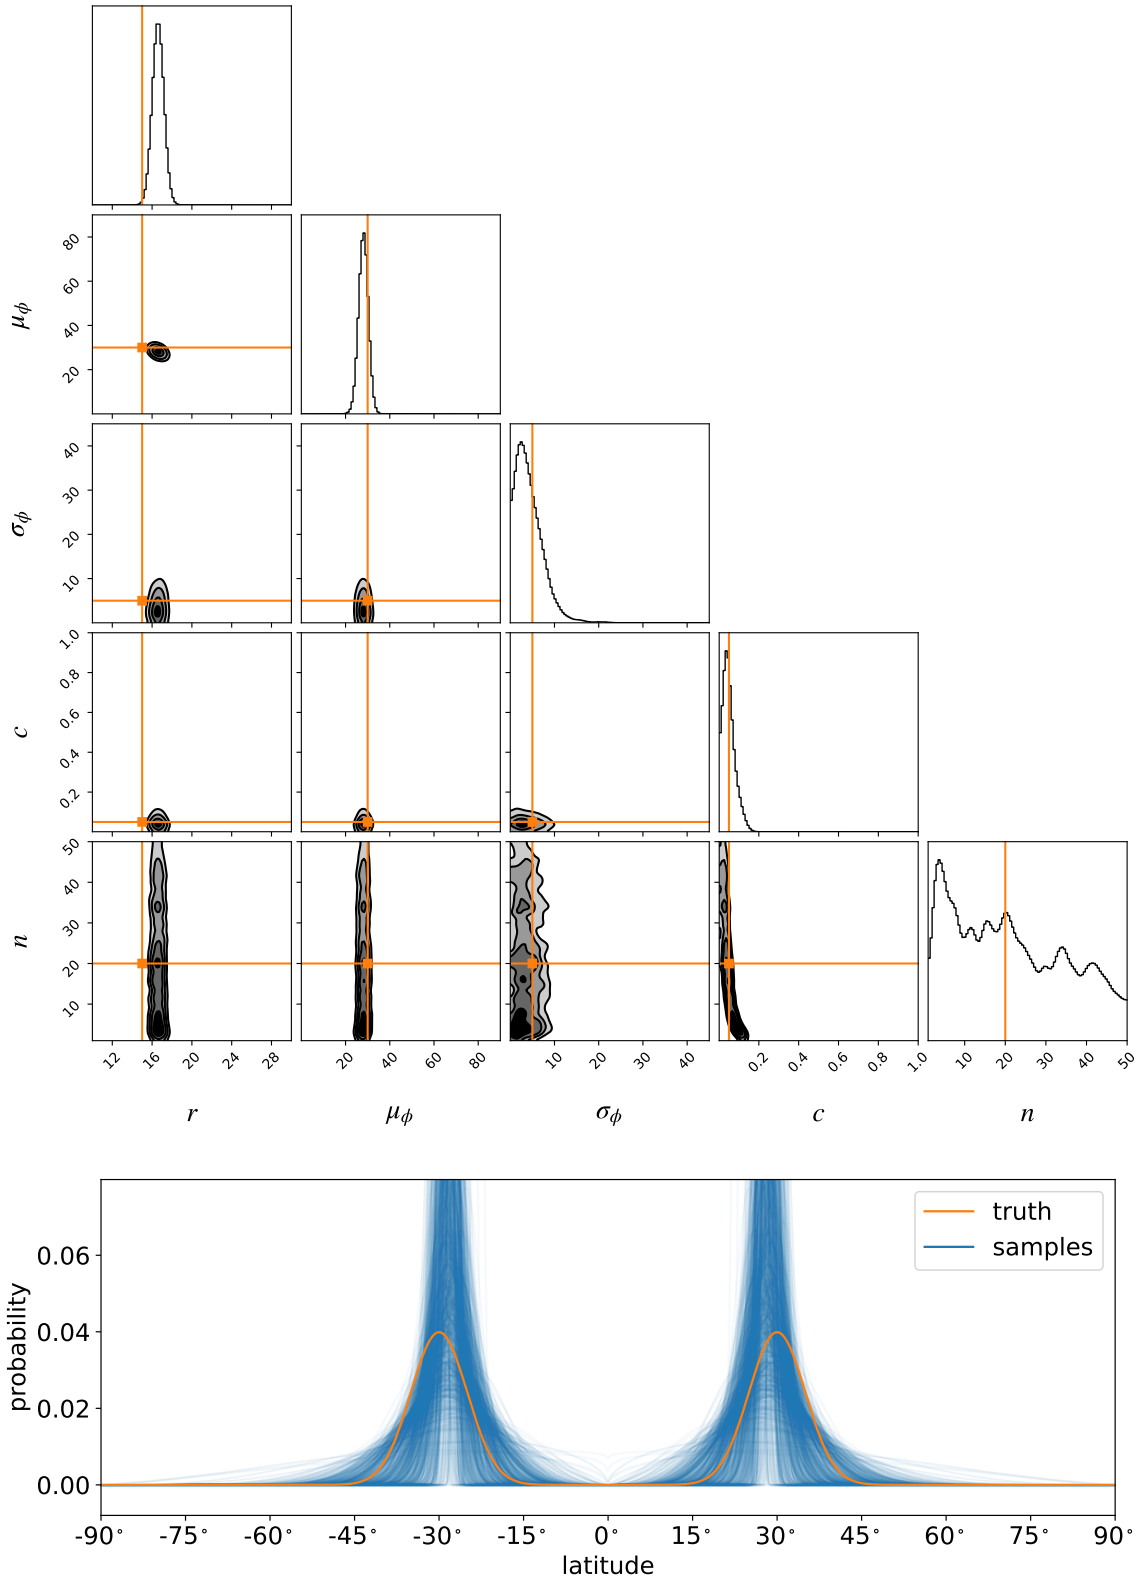 80
60
40
20
μ_ϕ
40
30
20
10
σ_ϕ
1.0
0.8
0.6
0.4
0.2
c
50
40
30
20
10
n
12 16 20 24 28
20 40 60 80
10 20 30 40
0.2 0.4 0.6 0.8 1.0
10 20 30 40 50
r μ_ϕ σ_ϕ c n
truth
samples
0.06
0.04
0.02
0.00
probability
-90° -75° -60° -45° -30° -15° 0° 15° 30° 45° 60° 75° 90°
latitude